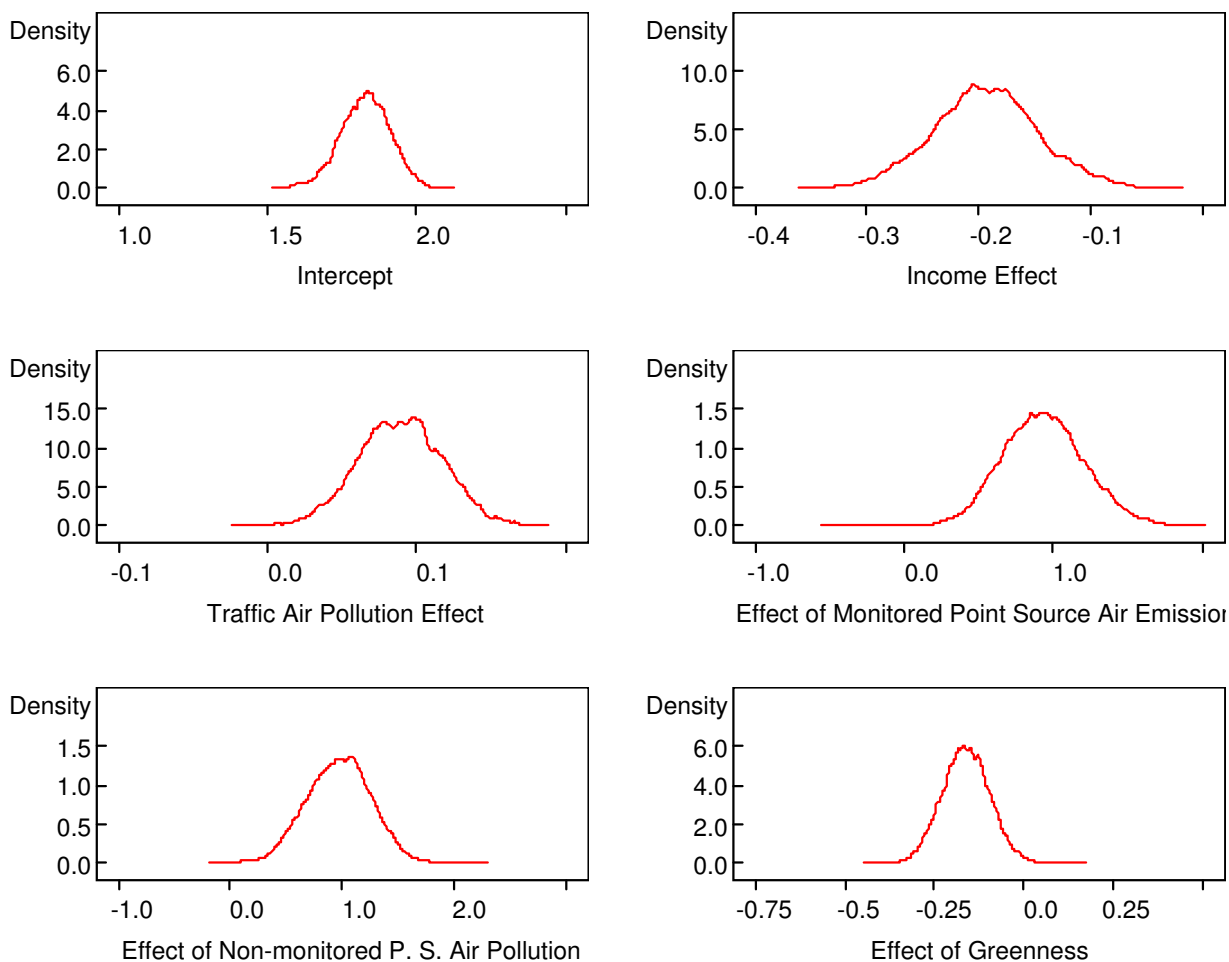 Density
6.0
4.0
2.0
0.0
1.0 1.5 2.0
Intercept
Density
10.0
5.0
0.0
-0.4 -0.3 -0.2 -0.1
Income Effect
Density
15.0
10.0
5.0
0.0
-0.1 0.0 0.1
Traffic Air Pollution Effect
Density
1.5
1.0
0.5
0.0
-1.0 0.0 1.0
Effect of Monitored Point Source Air Emission
Density
1.5
1.0
0.5
0.0
-1.0 0.0 1.0 2.0
Effect of Non-monitored P. S. Air Pollution
Density
6.0
4.0
2.0
0.0
-0.75 -0.5 -0.25 0.0 0.25
Effect of Greenness